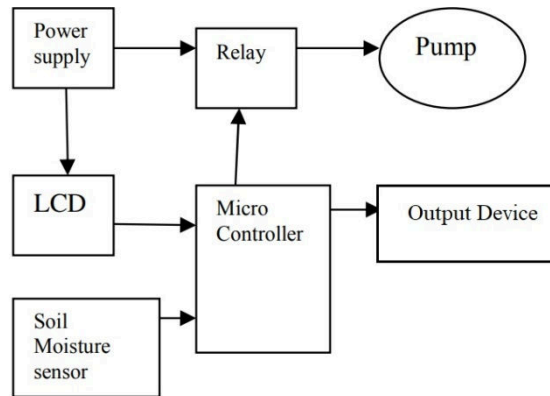 Power
supply
Relay
Pump
LCD
Micro
Controller
Output Device
Soil
Moisture
sensor